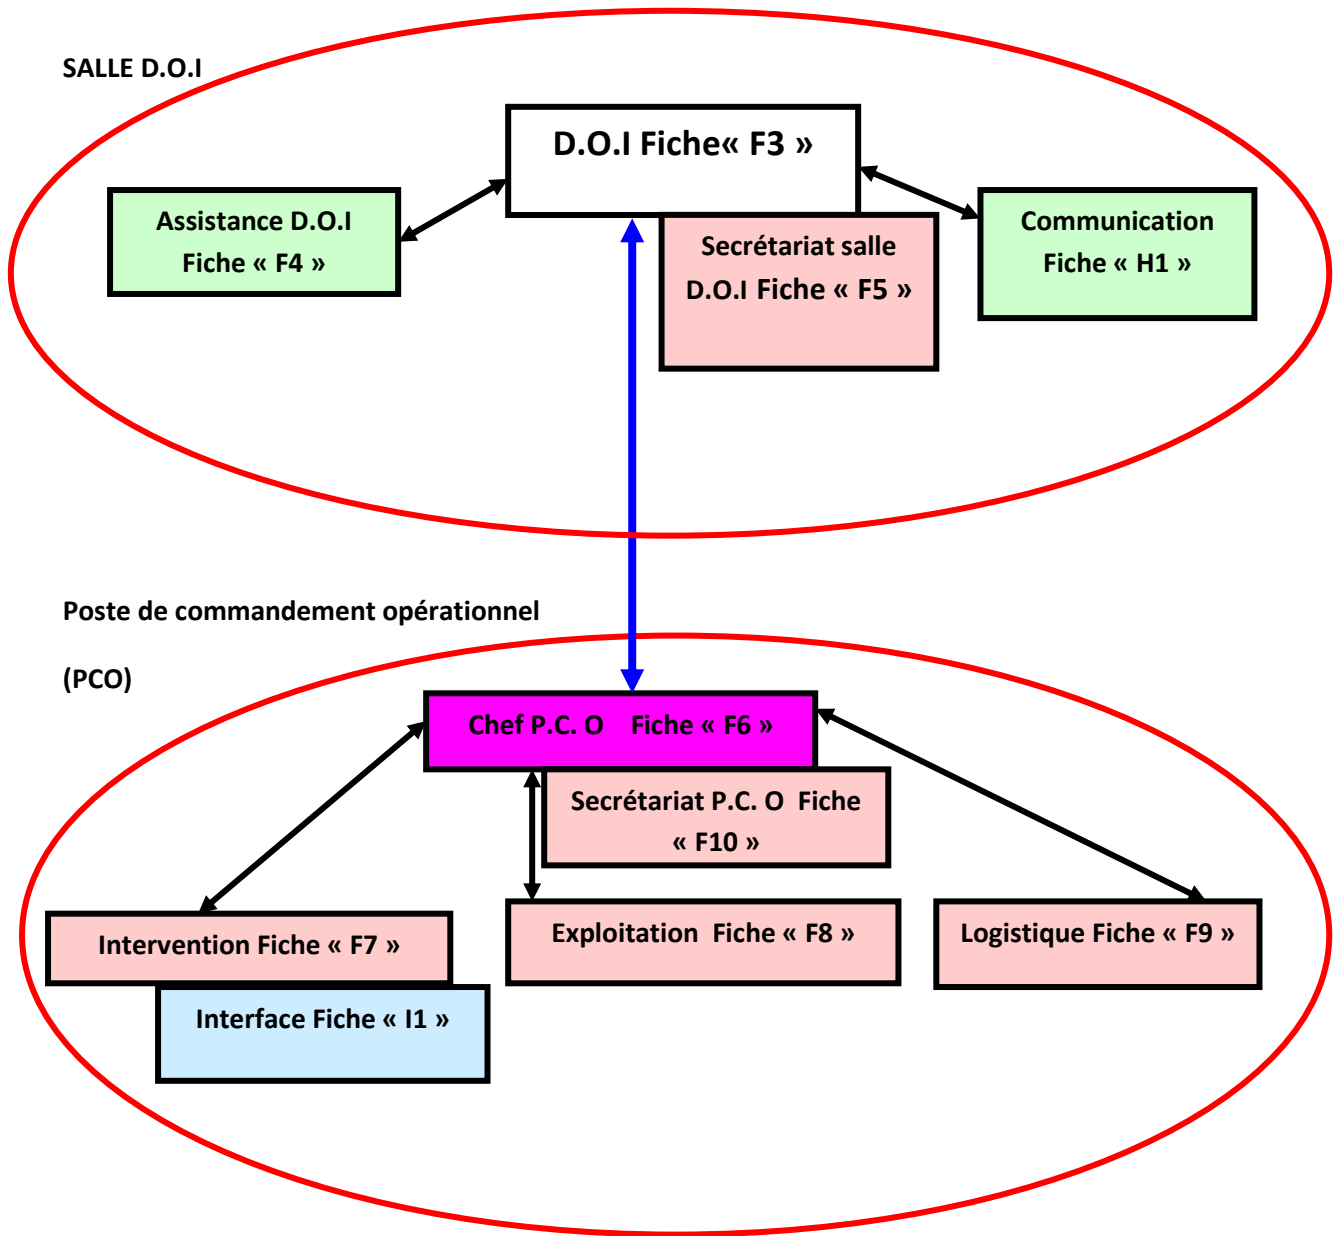 SALLE D.O.I
D.O.I Fiche« F3 »
Assistance D.O.I
Fiche « F4 »
Secrétariat salle
D.O.I Fiche « F5 »
Communication
Fiche « H1 »
Poste de commandement opérationnel
(PCO)
Chef P.C. O    Fiche « F6 »
Secrétariat P.C. O  Fiche
« F10 »
Intervention Fiche « F7 »
Exploitation  Fiche « F8 »
Logistique Fiche « F9 »
Interface Fiche « I1 »